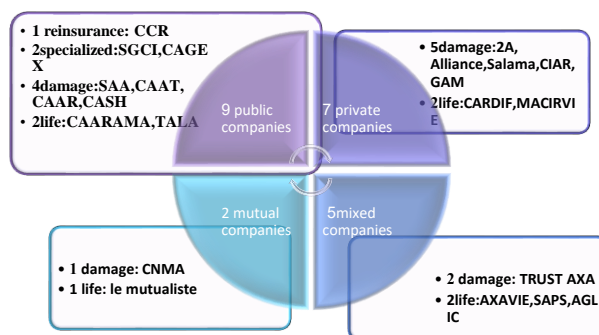 • 1 reinsurance: CCR
• 2specialized:SGCI,CAGE
X
• 4damage:SAA,CAAT,
CAAR,CASH
• 2life:CAARAMA,TALA
9 public
companies
• 5damage:2A,
Alliance,Salama,CIAR,
GAM
• 2life:CARDIF,MACIRVI
E
7 private
companies
2 mutual
companies
• 1 damage: CNMA
• 1 life: le mutualiste
5mixed
companies
• 2 damage: TRUST AXA
• 2life:AXAVIE,SAPS,AGL
IC